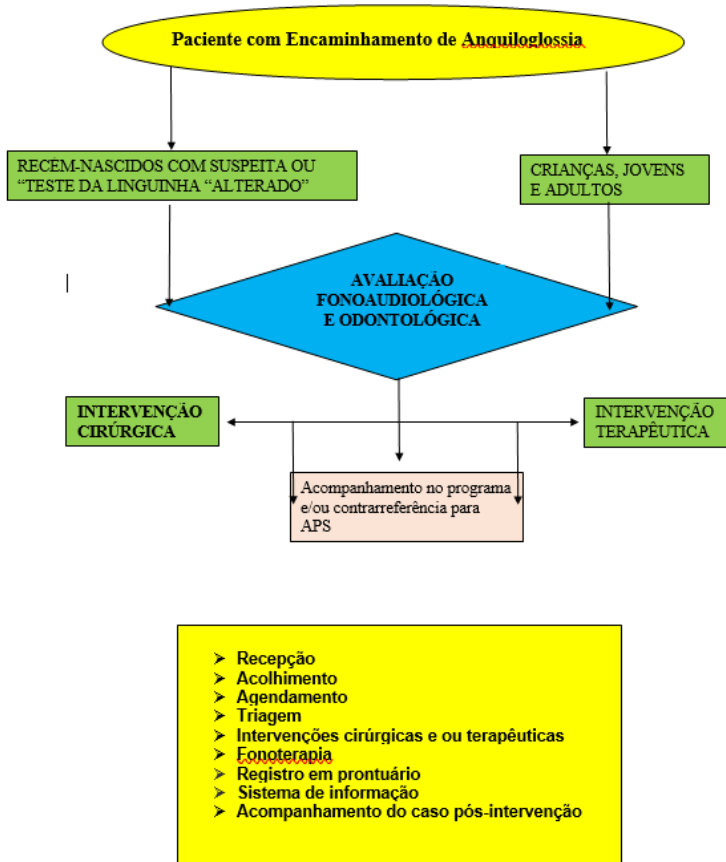 Paciente com Encaminhamento de Anquiloglossia
RECÉM-NASCIDOS COM SUSPEITA OU
“TESTE DA LINGUINHA “ALTERADO”
CRIANÇAS, JOVENS
E ADULTOS
AVALIAÇÃO
FONOAUDIOLÓGICA
E ODONTOLÓGICA
INTERVENÇÃO
CIRÚRGICA
INTERVENÇÃO
TERAPÊUTICA
Acompanhamento no programa
e/ou contrarreferência para
APS
➢ Recepção
➢ Acolhimento
➢ Agendamento
➢ Triagem
➢ Intervenções cirúrgicas e ou terapêuticas
➢ Fonoterapia
➢ Registro em prontuário
➢ Sistema de informação
➢ Acompanhamento do caso pós-intervenção